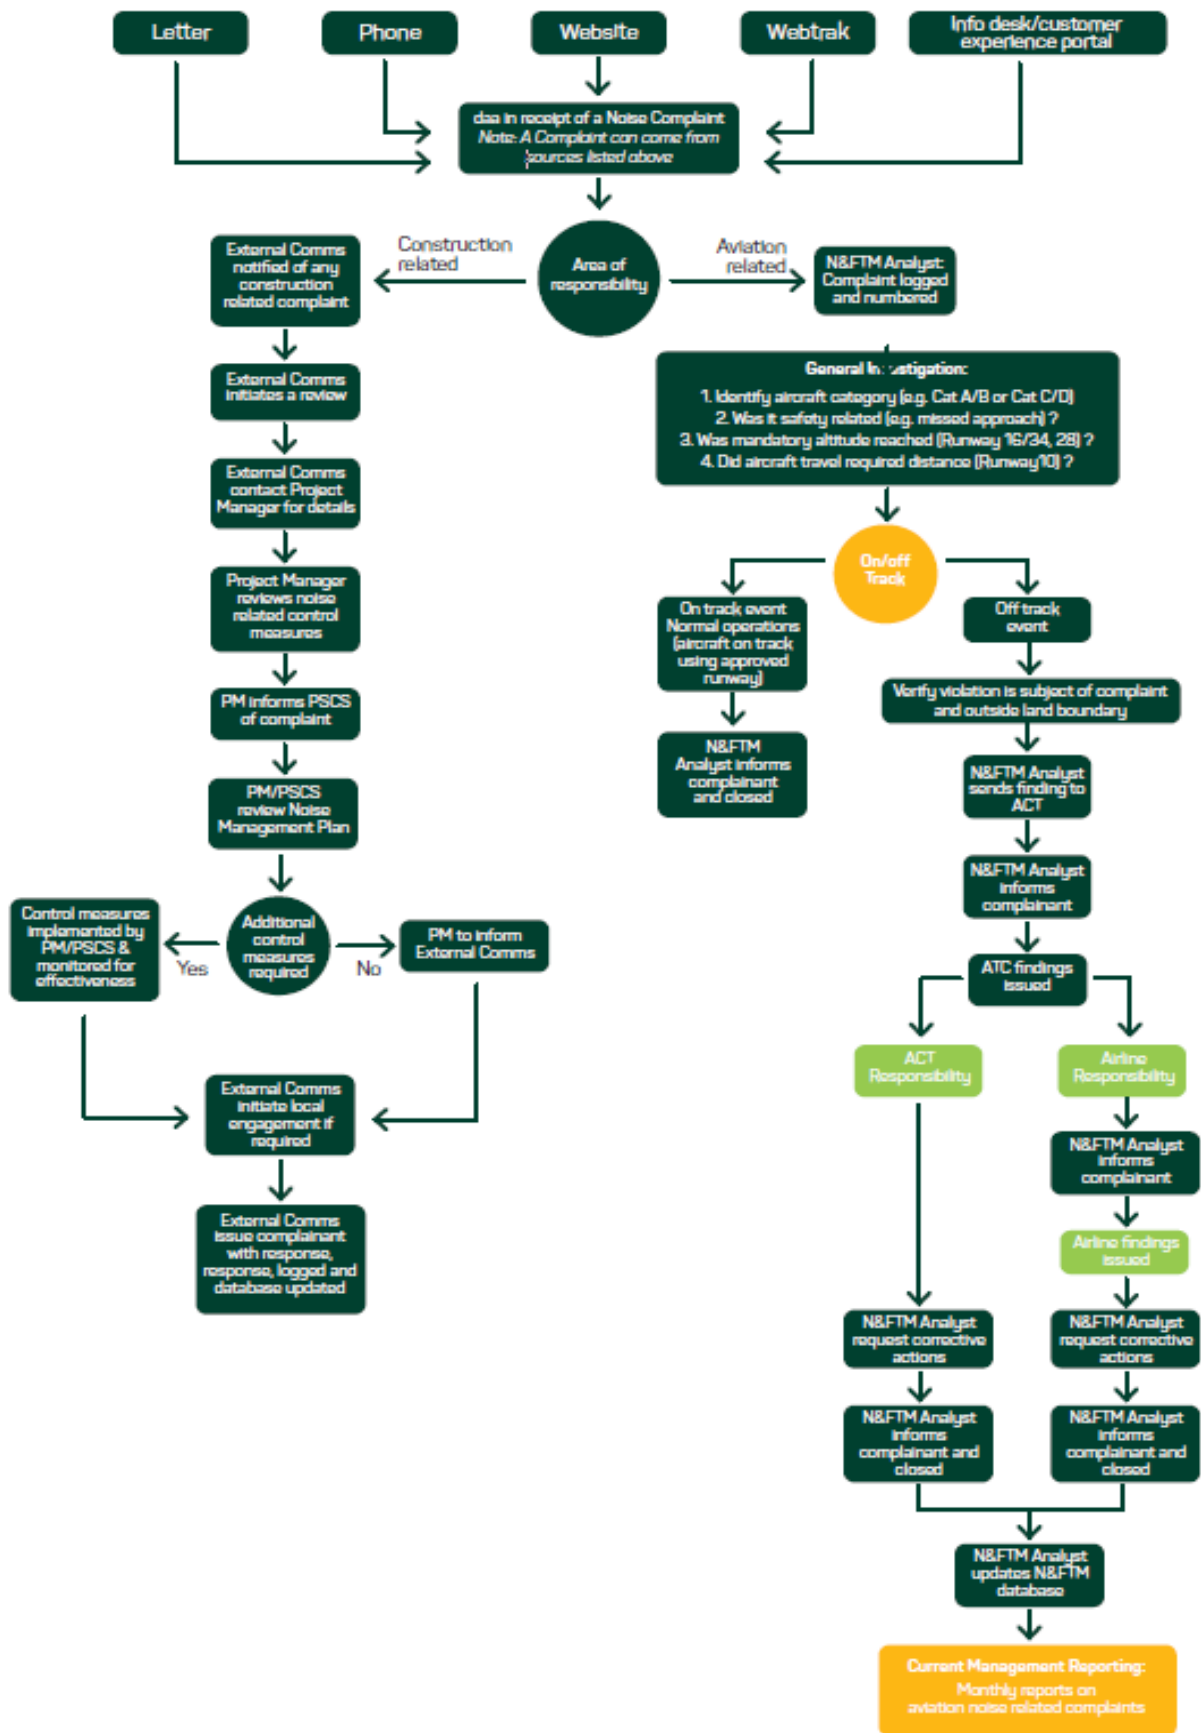 Letter
Phone
Website
Webtrak
Info desk/customer
experience portal
daa in receipt of a Noise Complaint
Note: A Complaint can come from
sources listed above
Area of
responsibility
Construction
related
Aviation
related
External Comms
notified of any
construction
related complaint
External Comms
initiates a review
External Comms
contact Project
Manager for details
Project Manager
reviews noise
related control
measures
PM informs PSCS
of complaint
PM/PSCS
review Noise
Management Plan
Additional
control
measures
required
Yes
No
Control measures
implemented by
PM/PSCS &
monitored for
effectiveness
PM to inform
External Comms
External Comms
initiate local
engagement if
required
External Comms
issue complainant
with response,
response, logged and
database updated
N&FTM Analyst:
Complaint logged
and numbered
General Investigation:
1. Identify aircraft category (e.g. Cat A/B or Cat C/D)
2. Was it safety related (e.g. missed approach) ?
3. Was mandatory altitude reached (Runway 16/34, 28) ?
4. Did aircraft travel required distance (Runway10) ?
On/off
Track
On track event
Normal operations
(aircraft on track
using approved
runway)
N&FTM
Analyst informs
complainant
and closed
Off track
event
Verify violation is subject of complaint
and outside land boundary
N&FTM Analyst
sends finding to
ACT
N&FTM Analyst
informs
complainant
ATC findings
issued
ACT
Responsibility
Airline
Responsibility
N&FTM Analyst
informs
complainant
Airline findings
issued
N&FTM Analyst
request corrective
actions
N&FTM Analyst
request corrective
actions
N&FTM Analyst
informs
complainant and
closed
N&FTM Analyst
informs
complainant and
closed
N&FTM Analyst
updates N&FTM
database
Current Management Reporting:
Monthly reports on
aviation noise related complaints